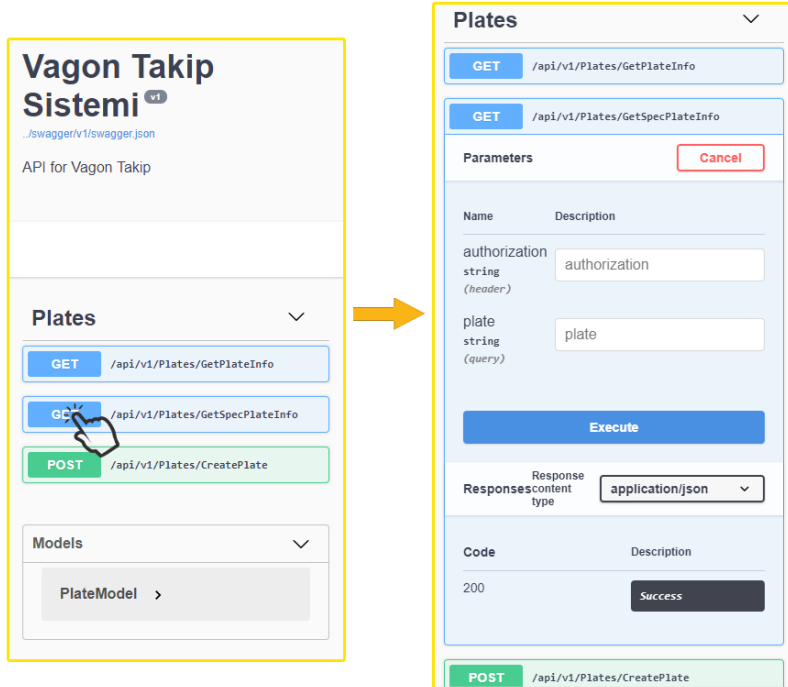 Vagon Takip
Sistemi v1
../swagger/v1/swagger.json
API for Vagon Takip
Plates
GET /api/v1/Plates/GetPlateInfo
GET /api/v1/Plates/GetSpecPlateInfo
POST /api/v1/Plates/CreatePlate
Models
PlateModel
Plates
GET /api/v1/Plates/GetPlateInfo
GET /api/v1/Plates/GetSpecPlateInfo
Parameters Cancel
Name Description
authorization
string
(header)
authorization
plate
string
(query)
plate
Execute
Responses
Response
content
type
application/json
Code Description
200 Success
POST /api/v1/Plates/CreatePlate